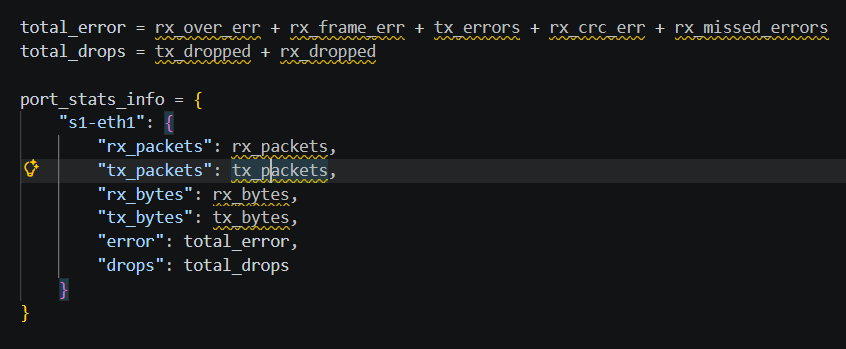 total_error = rx_over_err + rx_frame_err + tx_errors + rx_crc_err + rx_missed_errors
total_drops = tx_dropped + rx_dropped

port_stats_info = {
    "s1-eth1": {
        "rx_packets": rx_packets,
        "tx_packets": tx_packets,
        "rx_bytes": rx_bytes,
        "tx_bytes": tx_bytes,
        "error": total_error,
        "drops": total_drops
    }
}